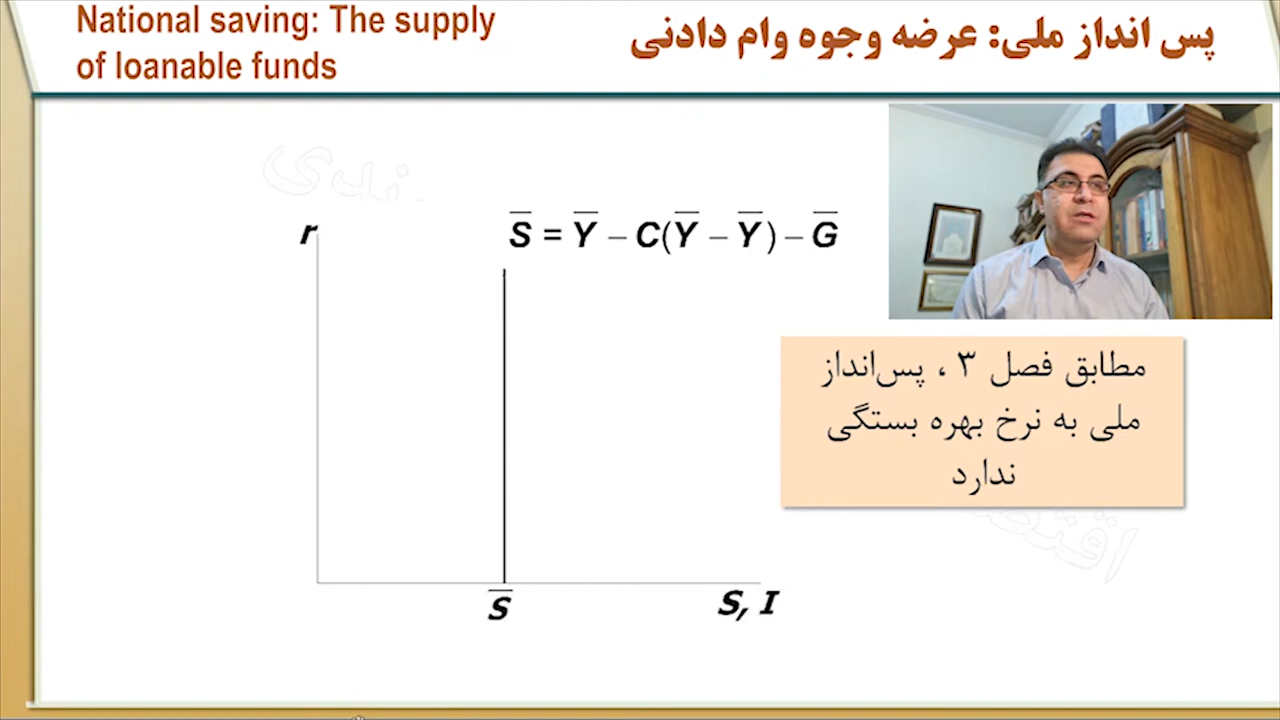 National saving: The supply
of loanable funds
پس انداز ملی: عرضه وجوه وام دادنی
r
S̅ = Y̅ – C(Y̅ – Y̅) – G̅
مطابق فصل ۳ ، پس‌انداز
ملی به نرخ بهره بستگی
ندارد
S̅
S, I